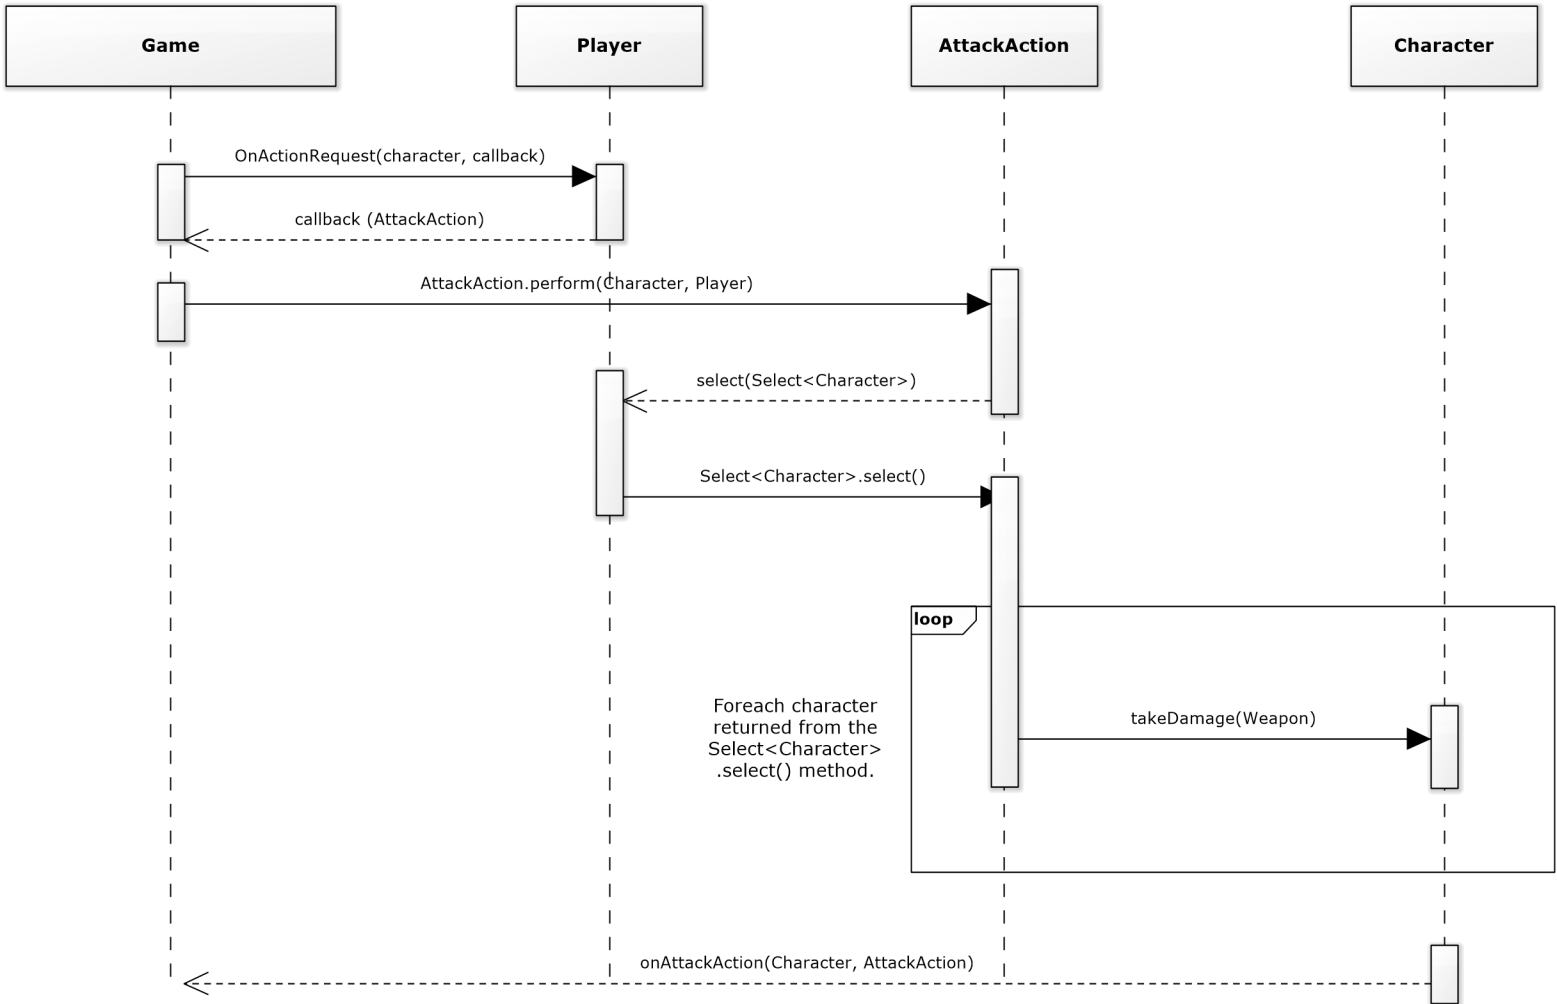 Game
Player
AttackAction
Character
OnActionRequest(character, callback)
callback (AttackAction)
AttackAction.perform(Character, Player)
select(Select<Character>)
Select<Character>.select()
loop
Foreach character
returned from the
Select<Character>
.select() method.
takeDamage(Weapon)
onAttackAction(Character, AttackAction)